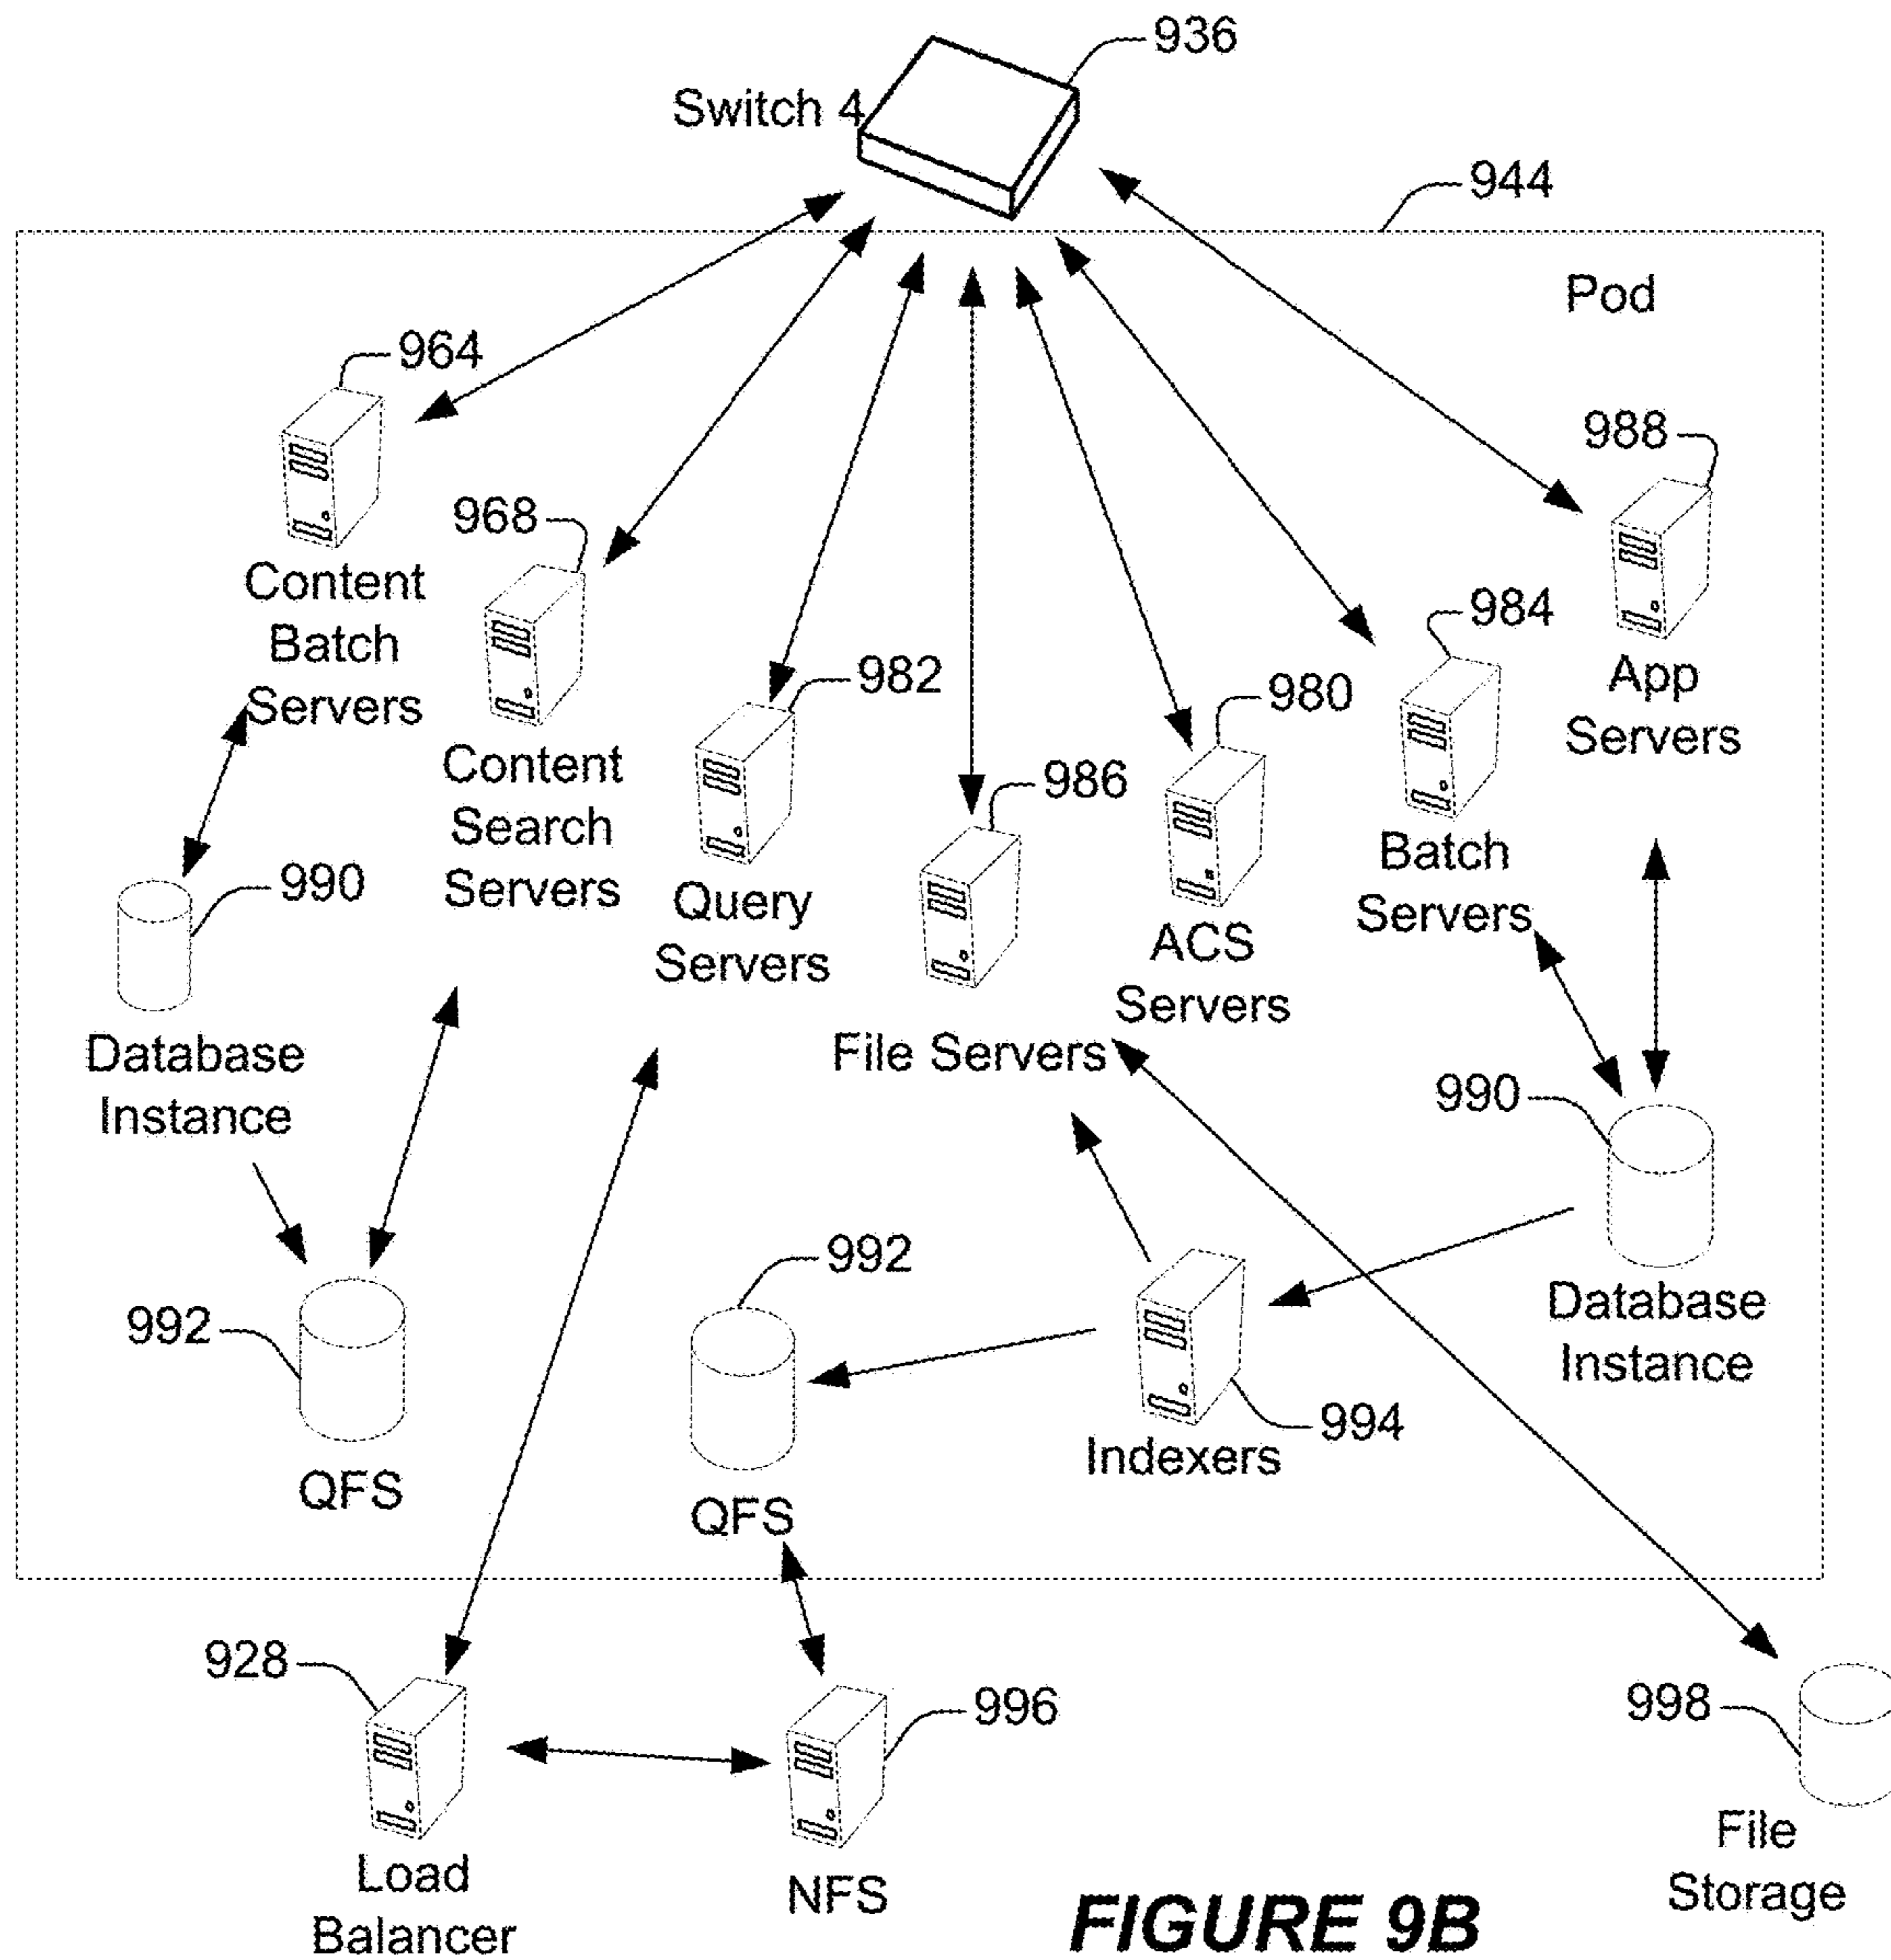 936
Switch 4
944
Pod
964
988
968
Content
Batch
Servers
984
982
980
App
Servers
Content
Search
Servers
986
Batch
Servers
990
Query
Servers
ACS
Servers
Database
Instance
File Servers
990
992
992
Database
Instance
994
Indexers
QFS
QFS
928
996
998
File
Storage
Load
Balancer
NFS
FIGURE 9B